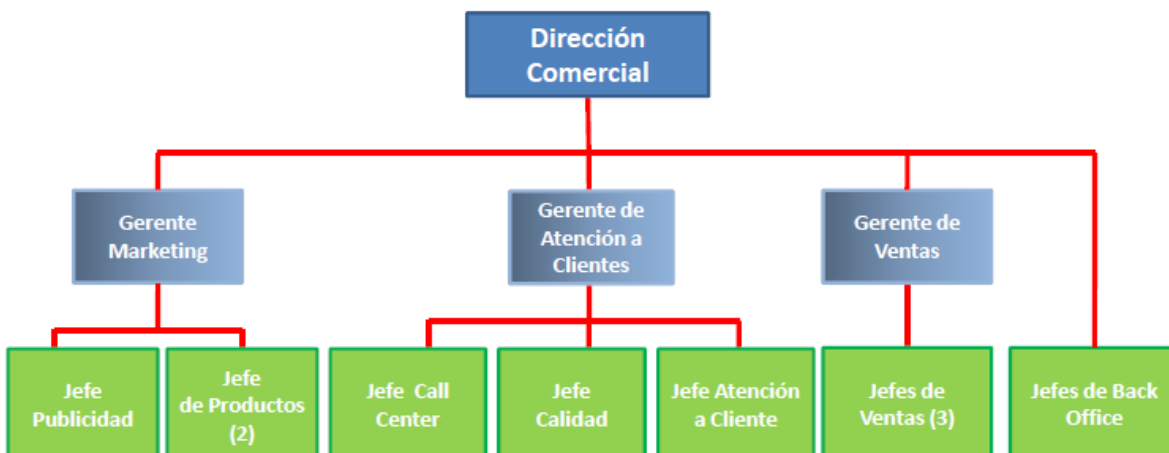 Dirección
Comercial
Gerente
Marketing
Gerente de
Atención a
Clientes
Gerente de
Ventas
Jefe
Publicidad
Jefe
de Productos
(2)
Jefe Call
Center
Jefe
Calidad
Jefe Atención
a Cliente
Jefes de
Ventas (3)
Jefes de Back
Office